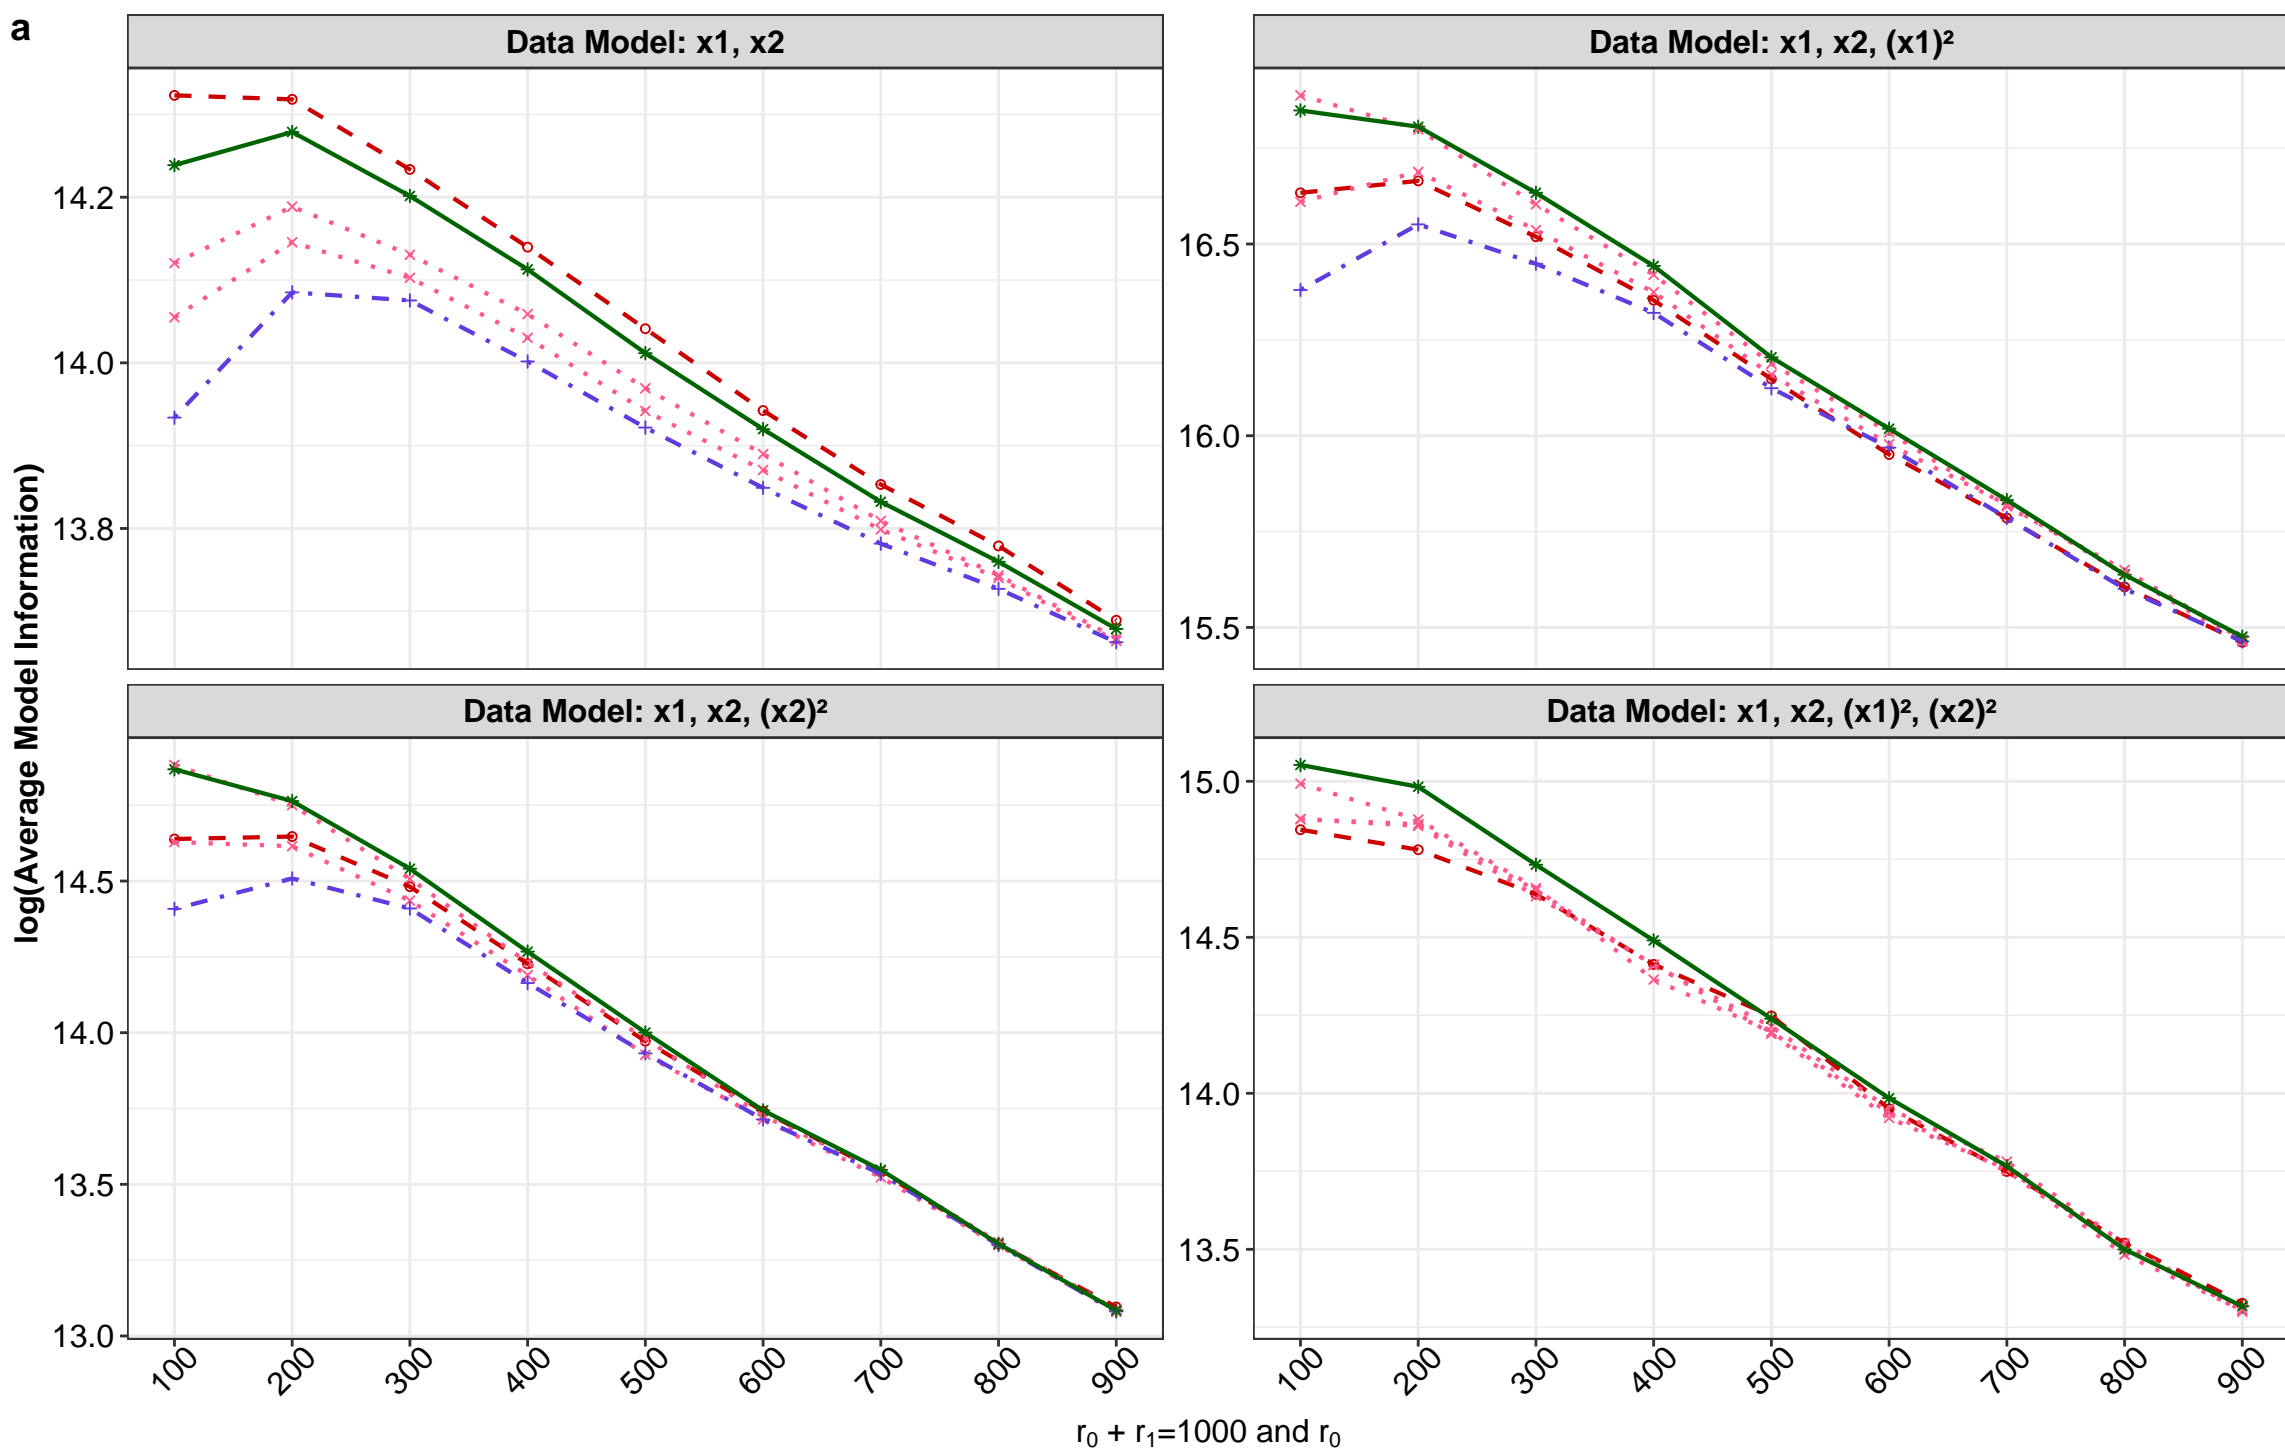 a
Data Model: x1, x2
Data Model: x1, x2, (x1)²
log(Average Model Information)
14.2
14.0
13.8
16.5
16.0
15.5
Data Model: x1, x2, (x2)²
Data Model: x1, x2, (x1)², (x2)²
14.5
14.0
13.5
13.0
15.0
14.5
14.0
13.5
100 200 300 400 500 600 700 800 900
100 200 300 400 500 600 700 800 900
r₀ + r₁=1000 and r₀